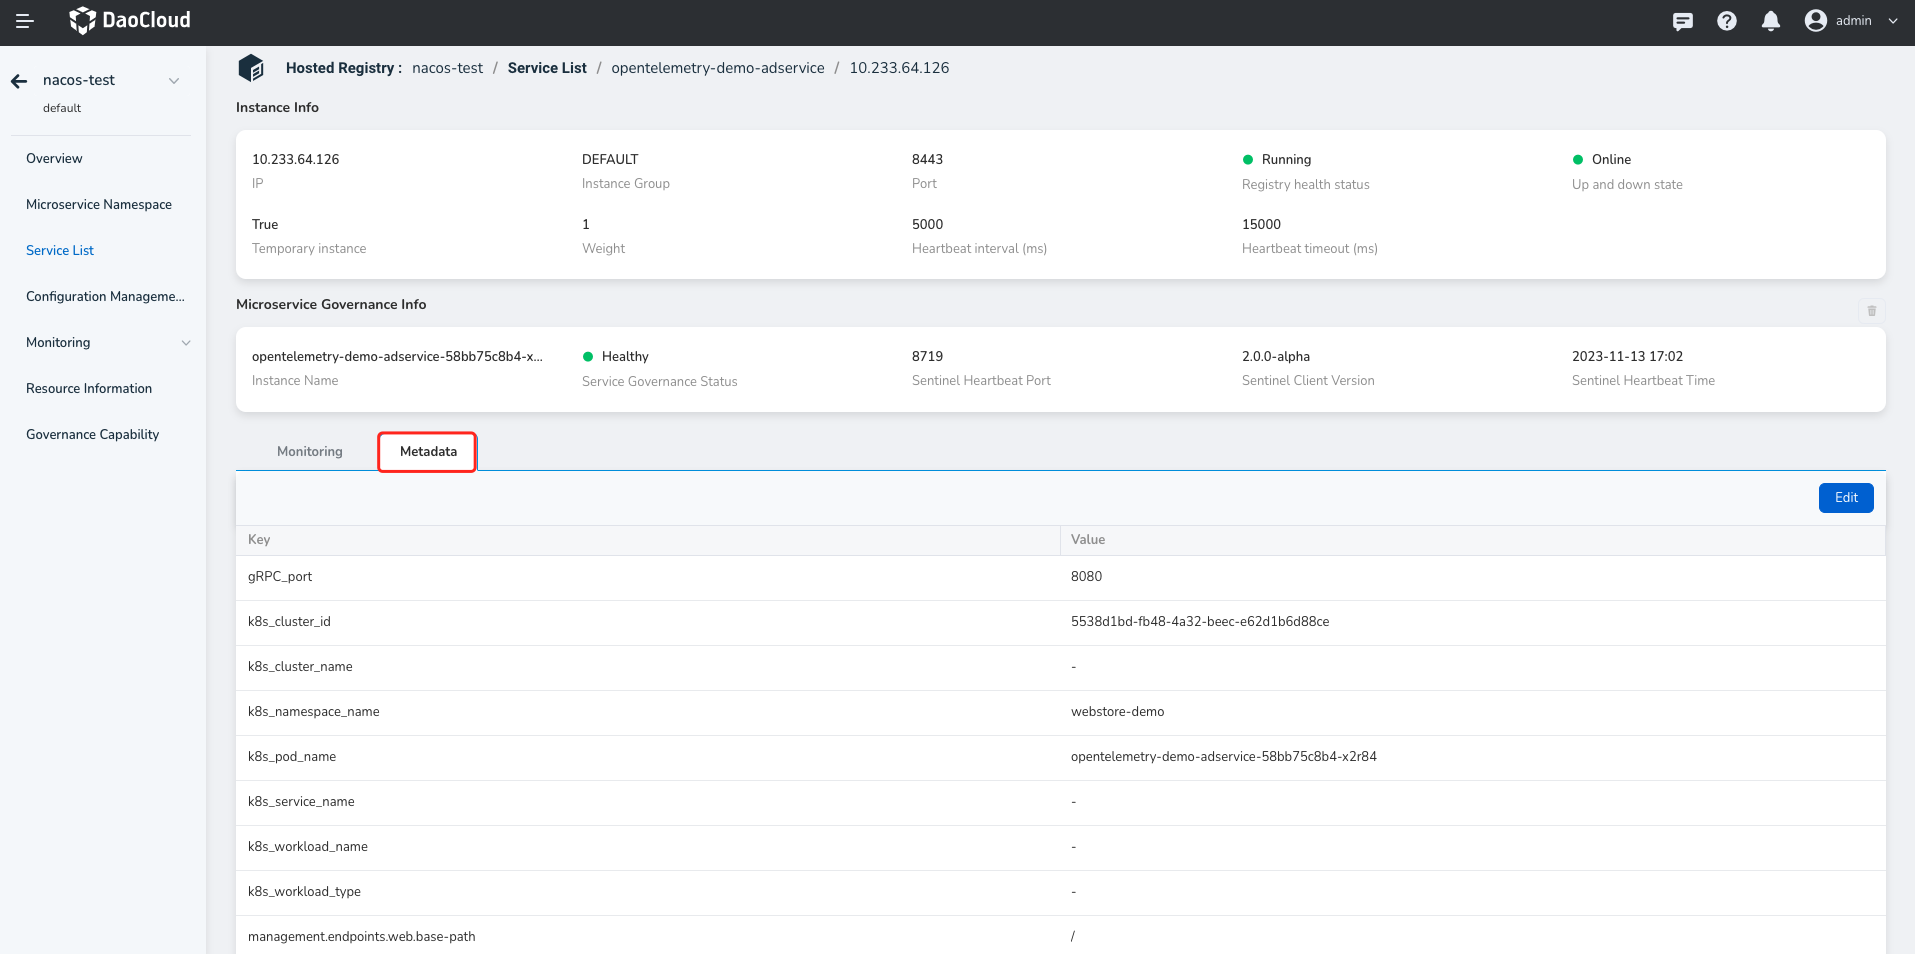 DaoCloud
admin
nacos-test
default
Overview
Microservice Namespace
Service List
Configuration Manageme...
Monitoring
Resource Information
Governance Capability
Hosted Registry : nacos-test / Service List / opentelemetry-demo-adservice / 10.233.64.126
Instance Info
10.233.64.126 DEFAULT 8443 Running Online
IP Instance Group Port Registry health status Up and down state
True 1 5000 15000
Temporary instance Weight Heartbeat interval (ms) Heartbeat timeout (ms)
Microservice Governance Info
opentelemetry-demo-adservice-58bb75c8b4-x... Healthy 8719 2.0.0-alpha 2023-11-13 17:02
Instance Name Service Governance Status Sentinel Heartbeat Port Sentinel Client Version Sentinel Heartbeat Time
Monitoring Metadata
Edit
Key Value
gRPC_port 8080
k8s_cluster_id 5538d1bd-fb48-4a32-beec-e62d1b6d88ce
k8s_cluster_name -
k8s_namespace_name webstore-demo
k8s_pod_name opentelemetry-demo-adservice-58bb75c8b4-x2r84
k8s_service_name -
k8s_workload_name -
k8s_workload_type -
management.endpoints.web.base-path /